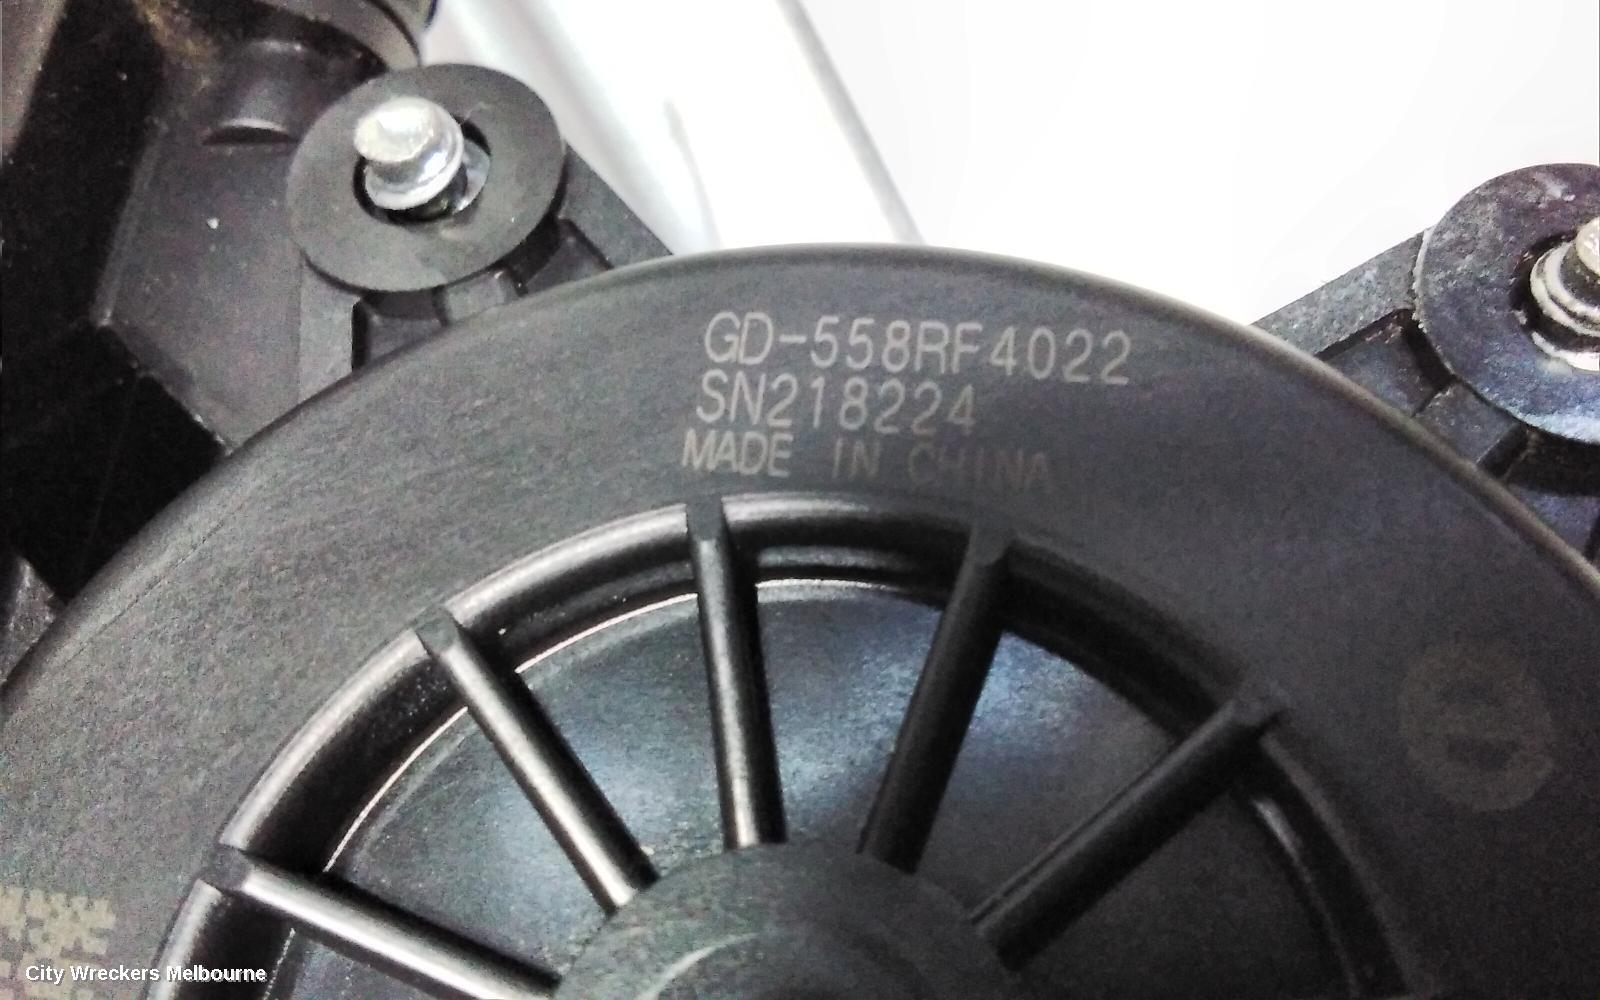 GD-558RF4022
SN218224
MADE IN CHINA
City Wreckers Melbourne